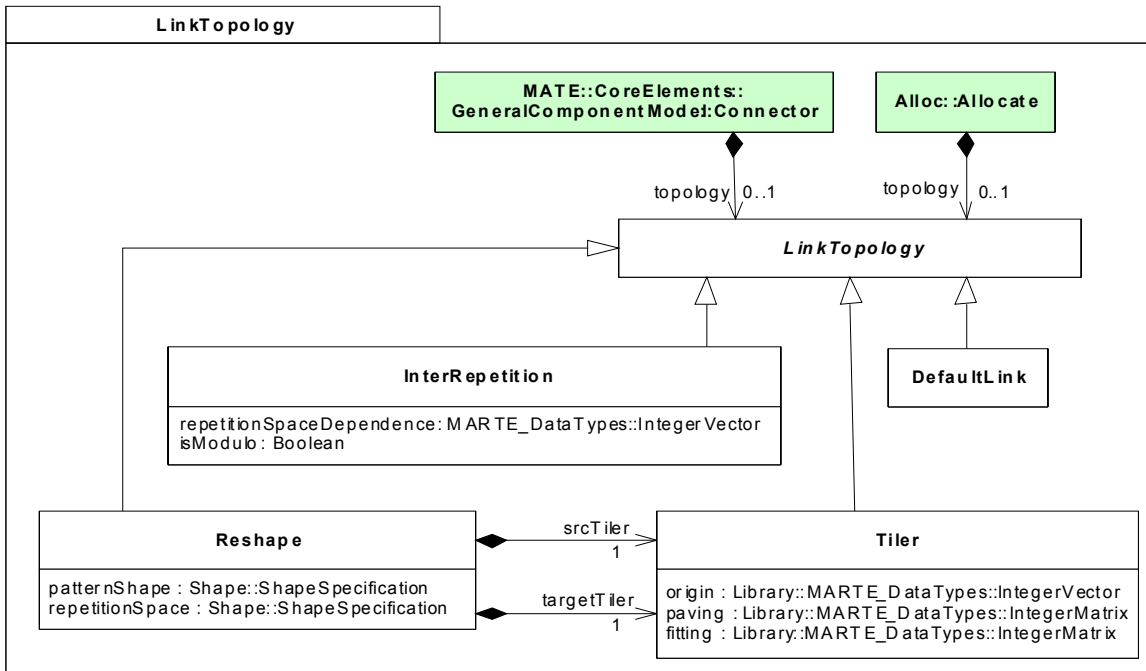 LinkTopology
MATE::CoreElements::
GeneralComponentModel::Connector
Alloc::Allocate
topology 0..1
topology 0..1
LinkTopology
InterRepetition
repetitionSpaceDependence: MARTE_DataTypes::IntegerVector
isModulo: Boolean
DefaultLink
Reshape
patternShape : Shape::ShapeSpecification
repetitionSpace : Shape::ShapeSpecification
srcTiler
1
targetTiler
1
Tiler
origin : Library::MARTE_DataTypes::IntegerVector
paving : Library::MARTE_DataTypes::IntegerMatrix
fitting : Library::MARTE_DataTypes::IntegerMatrix